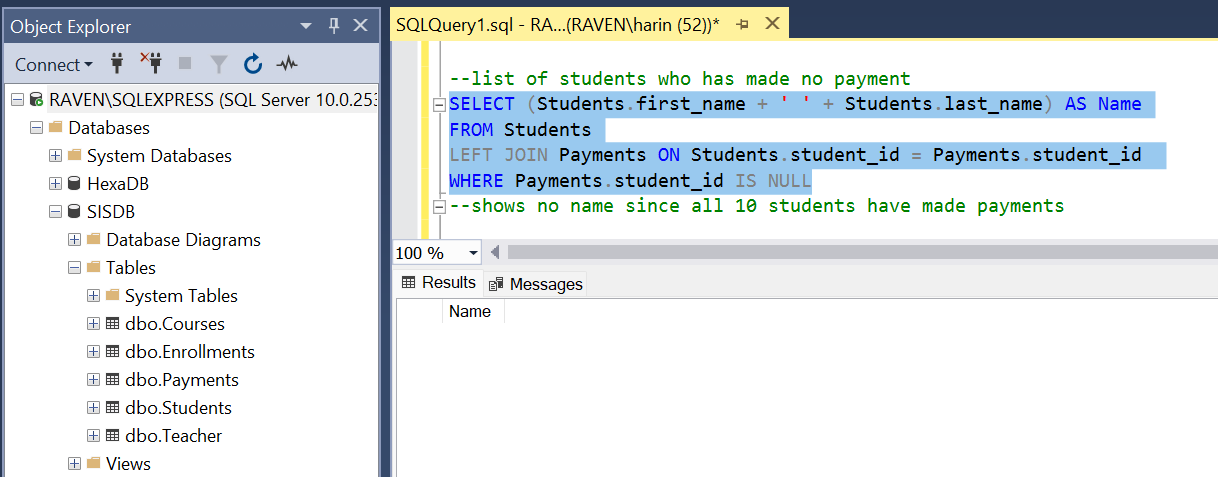 Object Explorer
Connect
RAVEN\SQLEXPRESS (SQL Server 10.0.253
Databases
System Databases
HexaDB
SISDB
Database Diagrams
Tables
System Tables
dbo.Courses
dbo.Enrollments
dbo.Payments
dbo.Students
dbo.Teacher
Views
SQLQuery1.sql - RA...(RAVEN\harin (52))*
--list of students who has made no payment
SELECT (Students.first_name + ' ' + Students.last_name) AS Name
FROM Students
LEFT JOIN Payments ON Students.student_id = Payments.student_id
WHERE Payments.student_id IS NULL
--shows no name since all 10 students have made payments
100 %
Results Messages
Name